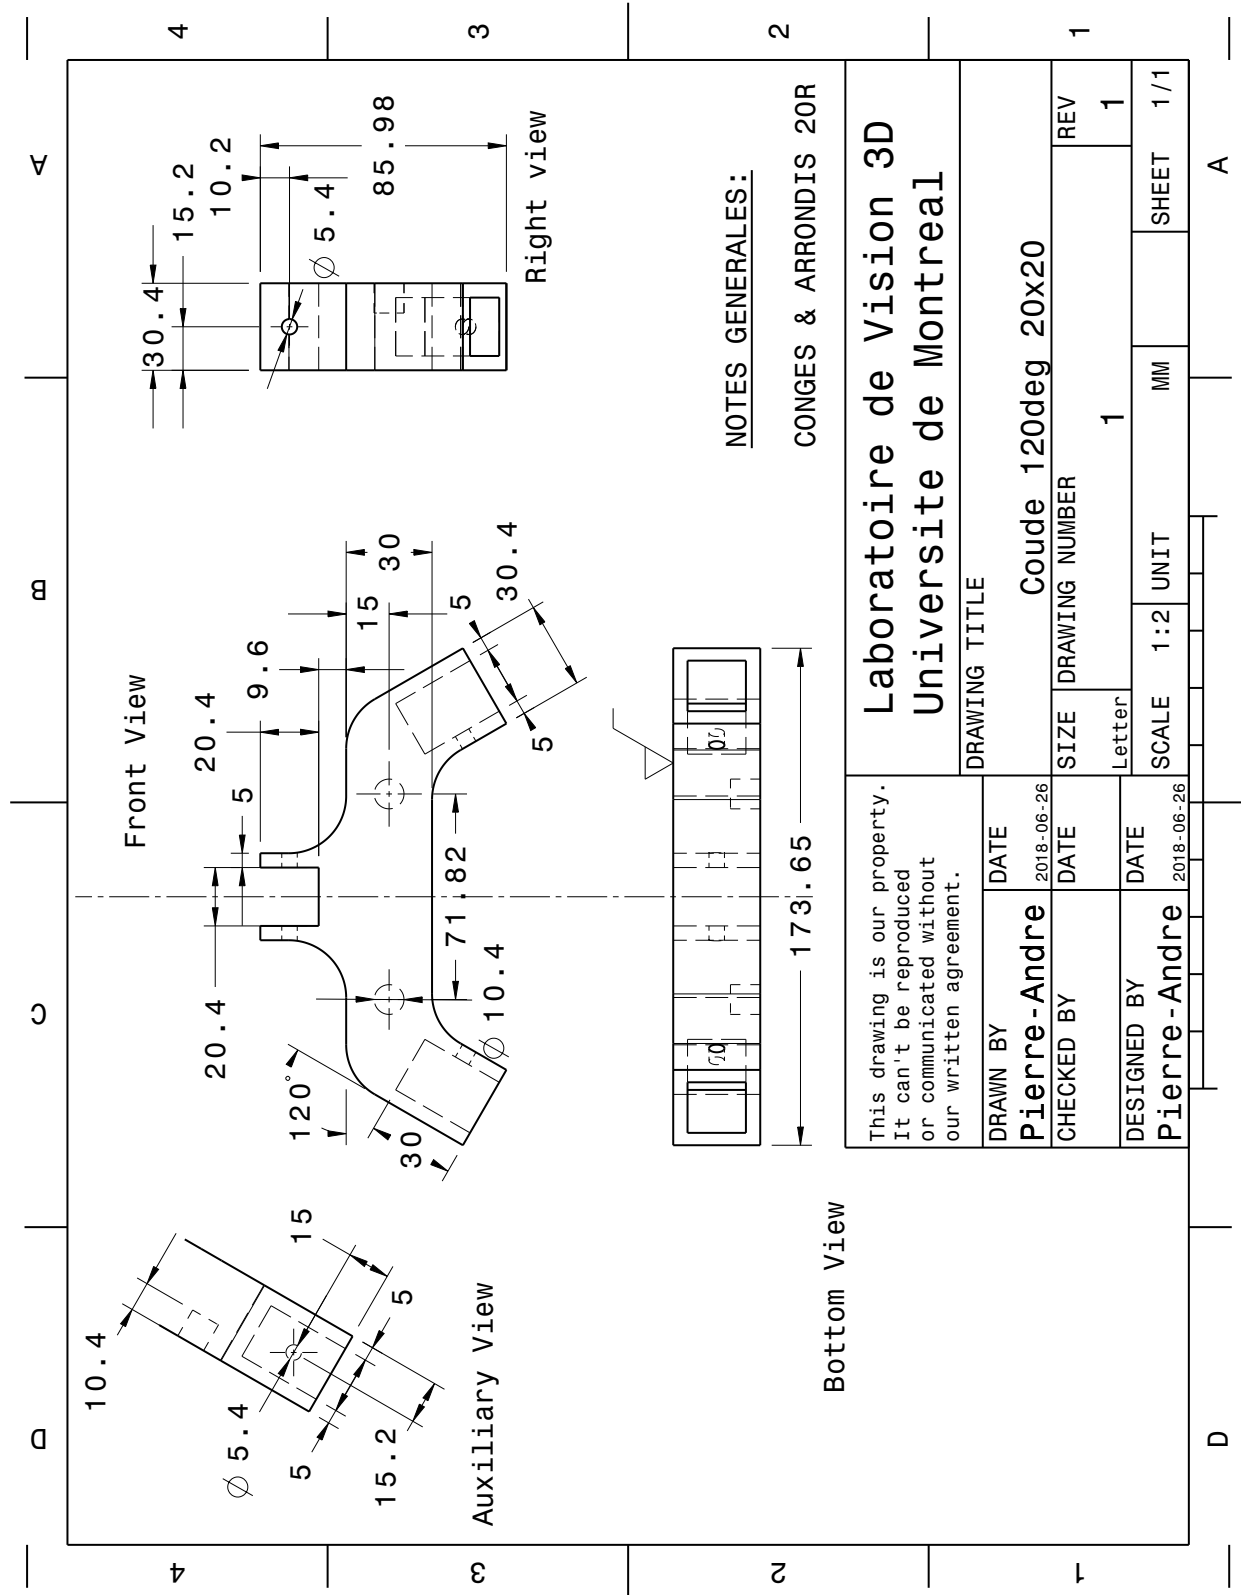 4
3
2
1
A
B
C
D
Front View
20.4
9.6
5
20.4
120°
30
71.82
Ø 10.4
15
30
5
30.4
5
30.4
15.2
10.2
Ø 5.4
85.98
Right view
10.4
Ø 5.4
5
15.2
15
5
Auxiliary View
173.65
Bottom View
NOTES GENERALES:
CONGES & ARRONDIS 20R
This drawing is our property.
It can't be reproduced
or communicated without
our written agreement.
Laboratoire de Vision 3D
Universite de Montreal
DRAWN BY
Pierre-Andre
DATE
2018-06-26
CHECKED BY
DATE
DESIGNED BY
Pierre-Andre
DATE
2018-06-26
DRAWING TITLE
Coude 120deg 20x20
SIZE
Letter
DRAWING NUMBER
1
REV
1
SCALE 1:2
UNIT MM
SHEET 1/1
4
3
2
1
A
D